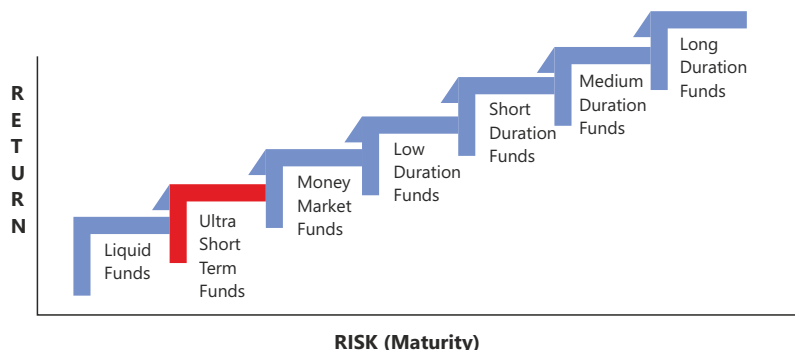 RETURN
Liquid
Funds
Ultra
Short
Term
Funds
Money
Market
Funds
Low
Duration
Funds
Short
Duration
Funds
Medium
Duration
Funds
Long
Duration
Funds
RISK (Maturity)